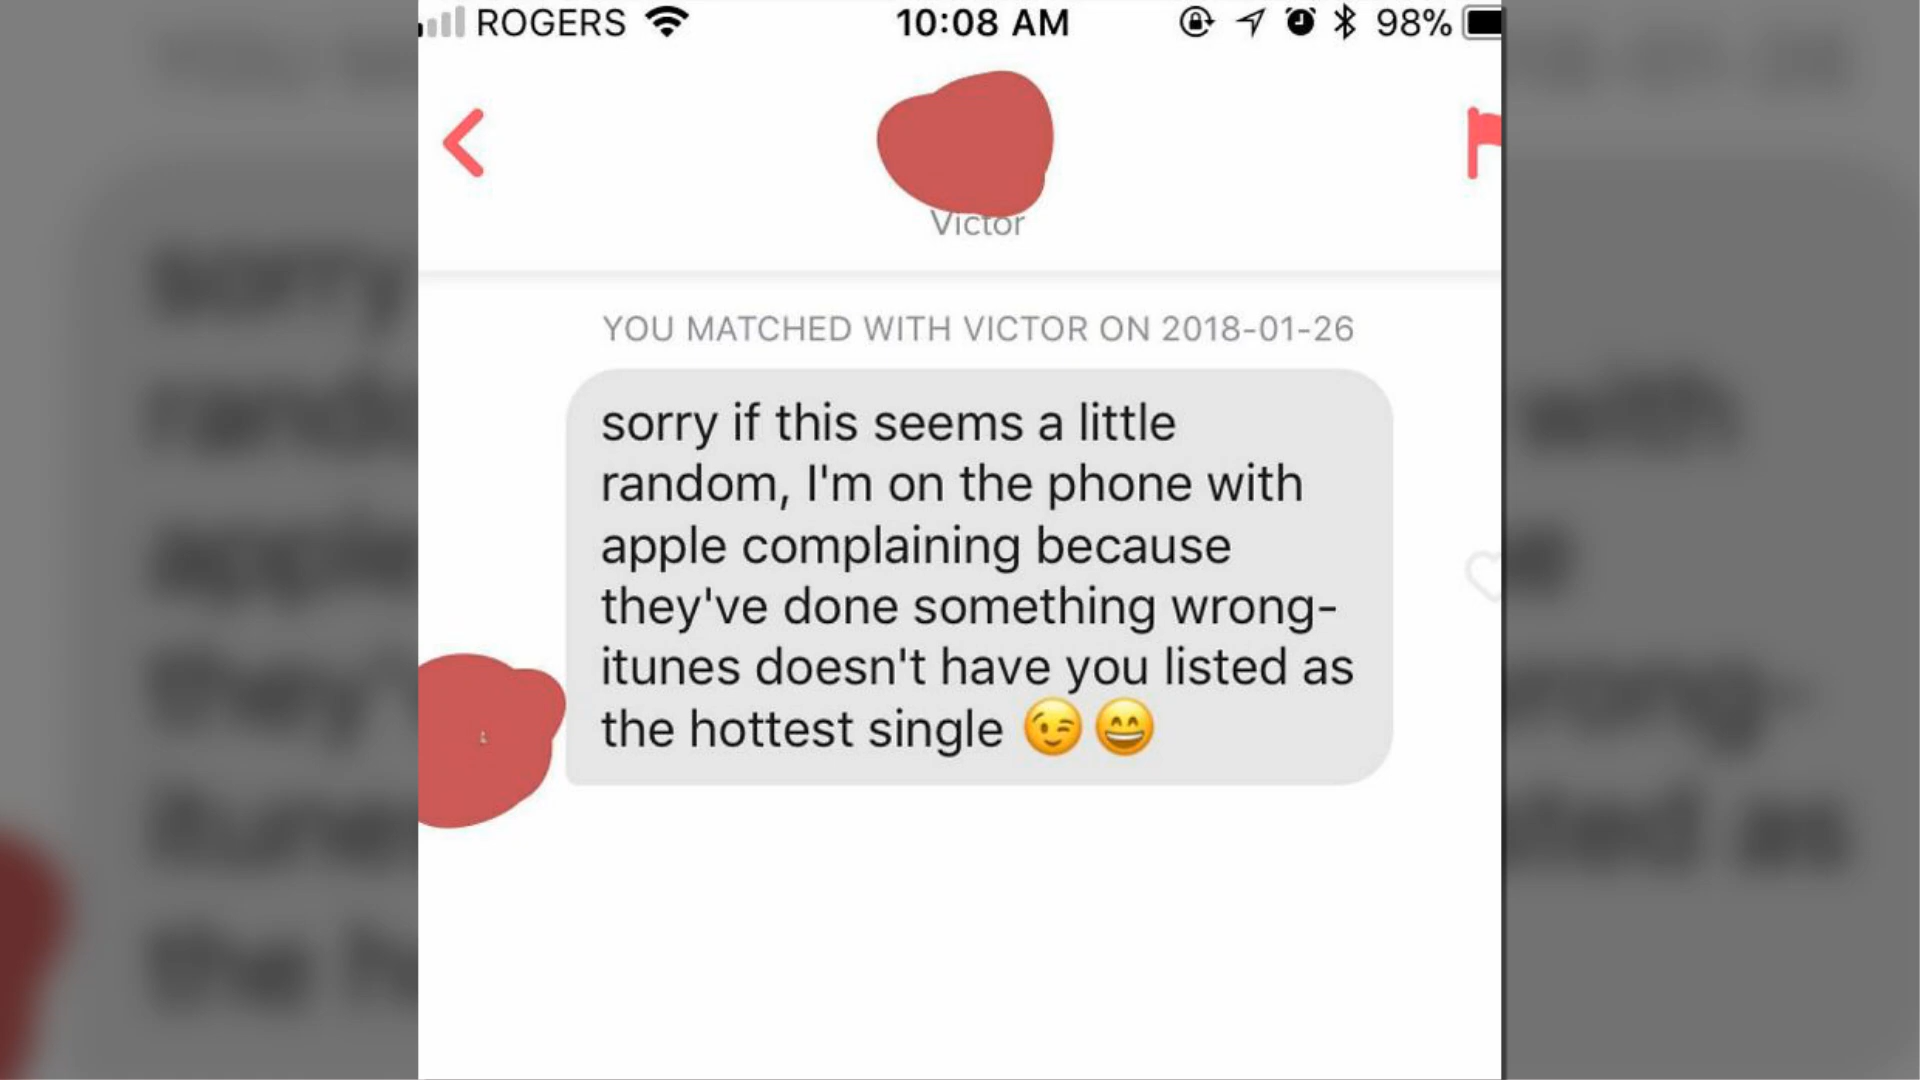 ROGERS 10:08 AM 98%
Victor
YOU MATCHED WITH VICTOR ON 2018-01-26
sorry if this seems a little
random, I'm on the phone with
apple complaining because
they've done something wrong-
itunes doesn't have you listed as
the hottest single 😉😄